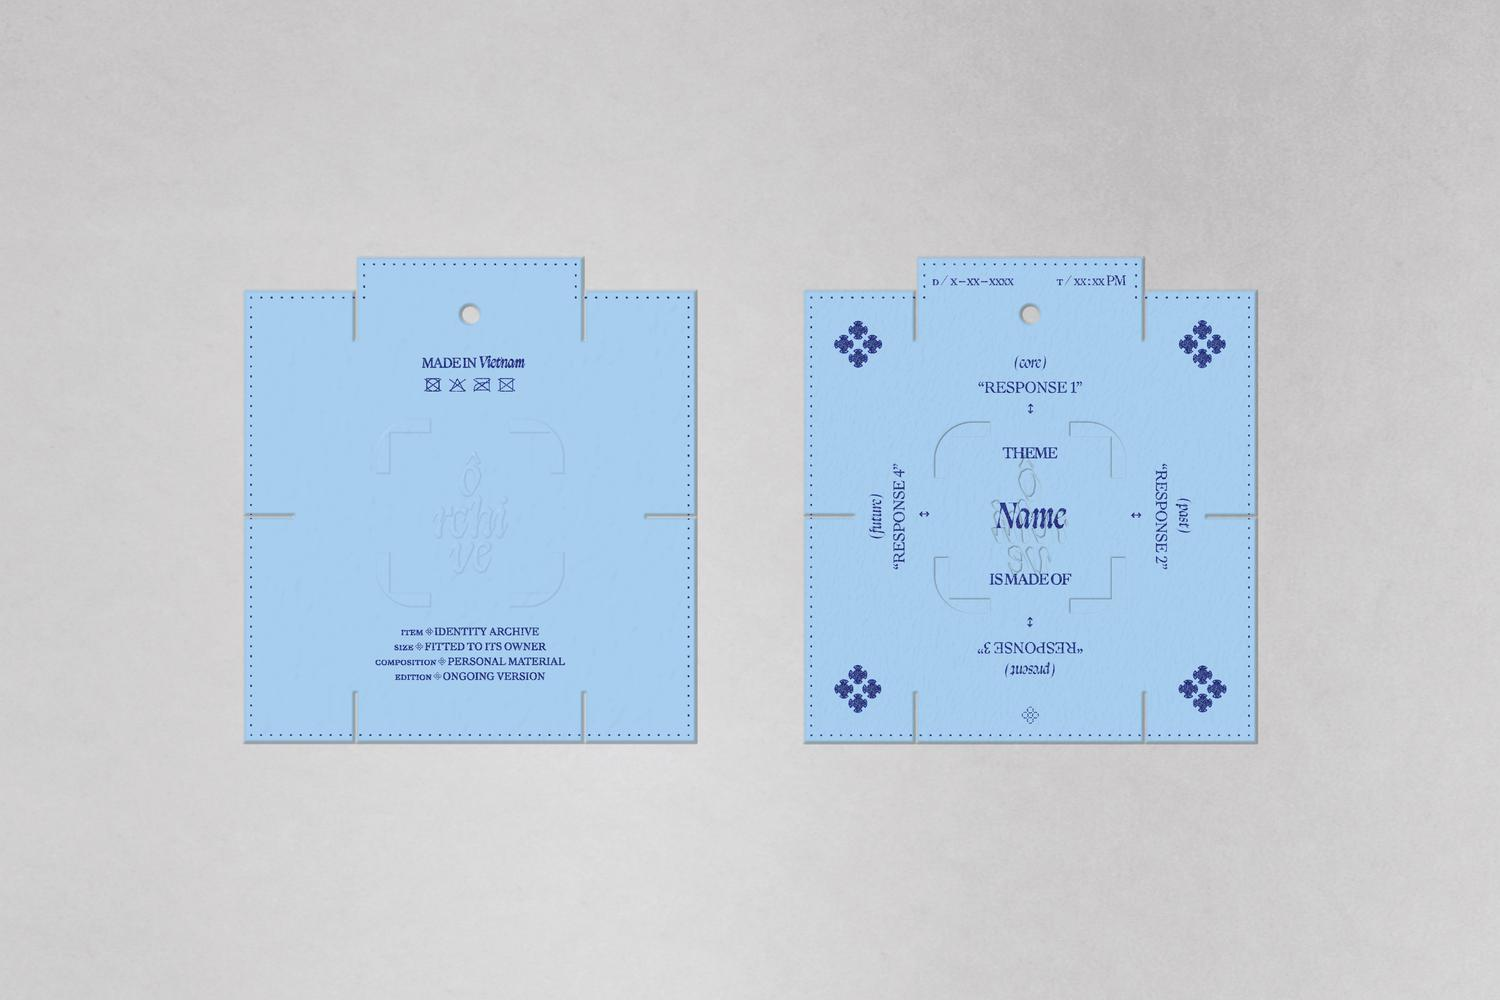 MADE IN Vietnam
ô
rchi
ve
ITEM IDENTITY ARCHIVE
SIZE FITTED TO ITS OWNER
COMPOSITION PERSONAL MATERIAL
EDITION ONGOING VERSION
D / X-XX-XXXX
T / XX:XX PM
(core)
“RESPONSE 1”
THEME
Name
IS MADE OF
(future)
“RESPONSE 4”
“RESPONSE 2”
(past)
“RESPONSE 3”
(present)